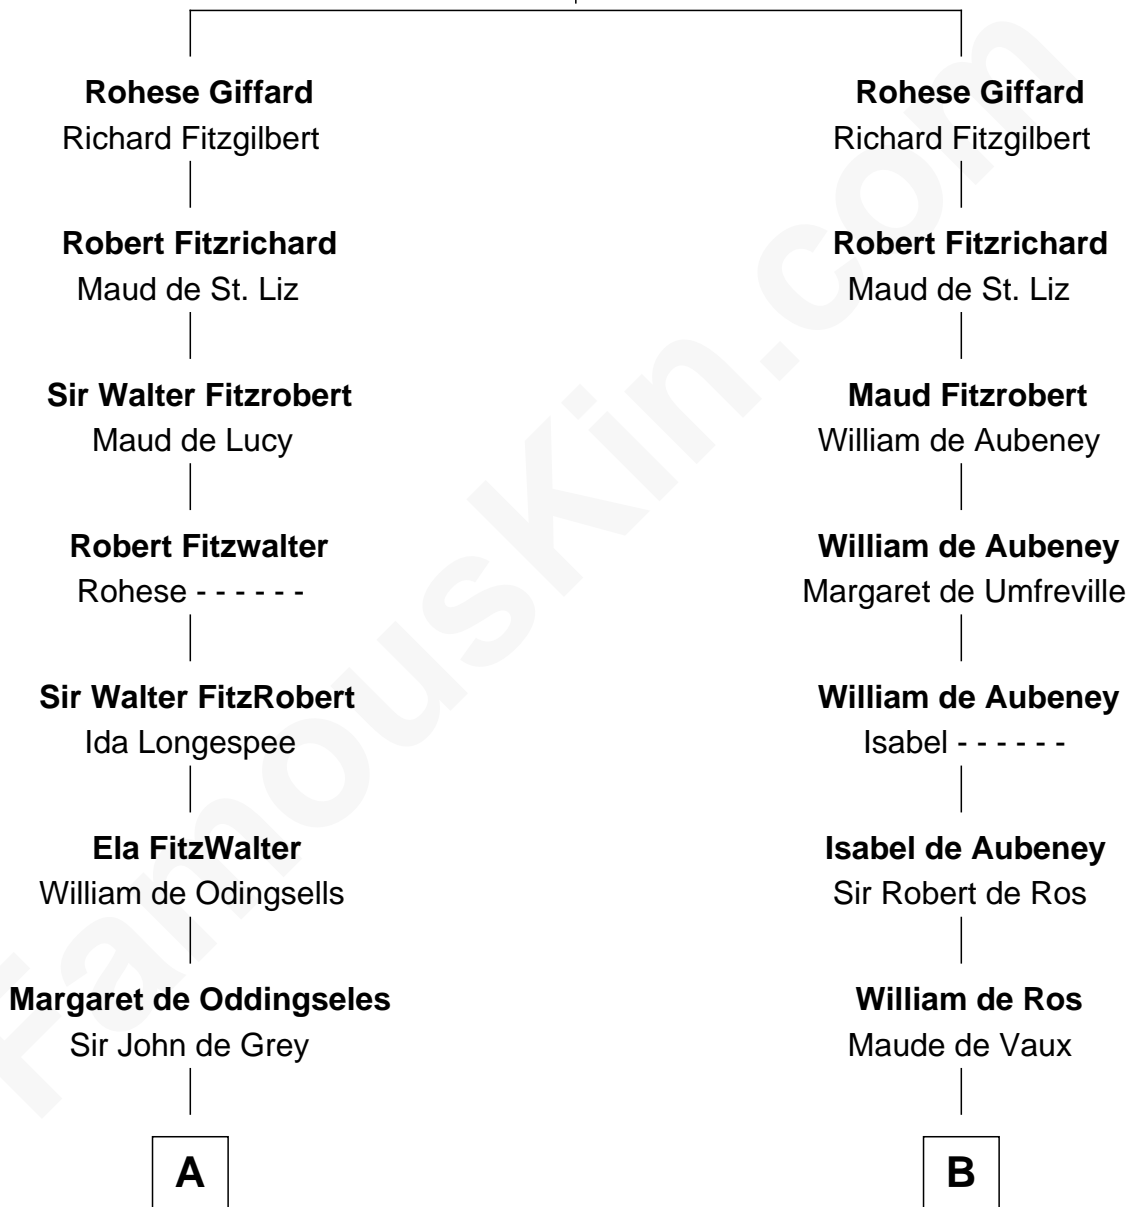 Rohese Giffard
Richard Fitzgilbert
Robert Fitzrichard
Maud de St. Liz
Sir Walter Fitzrobert
Maud de Lucy
Robert Fitzwalter
Rohese - - - - - -
Sir Walter FitzRobert
Ida Longespee
Ela FitzWalter
William de Odingsells
Margaret de Oddingseles
Sir John de Grey
A
Rohese Giffard
Richard Fitzgilbert
Robert Fitzrichard
Maud de St. Liz
Maud Fitzrobert
William de Aubeney
William de Aubeney
Margaret de Umfreville
William de Aubeney
Isabel - - - - - -
Isabel de Aubeney
Sir Robert de Ros
William de Ros
Maude de Vaux
B
FamousKin.com